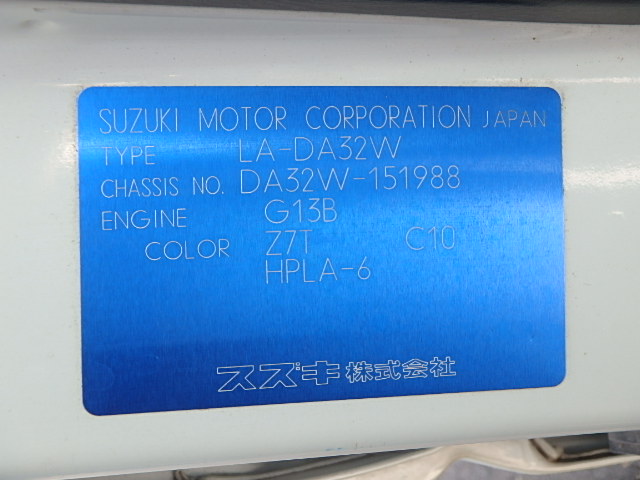 SUZUKI MOTOR CORPORATION JAPAN
TYPE LA-DA32W
CHASSIS NO. DA32W-151988
ENGINE G13B
COLOR Z7T C10
HPLA-6
スズキ株式会社